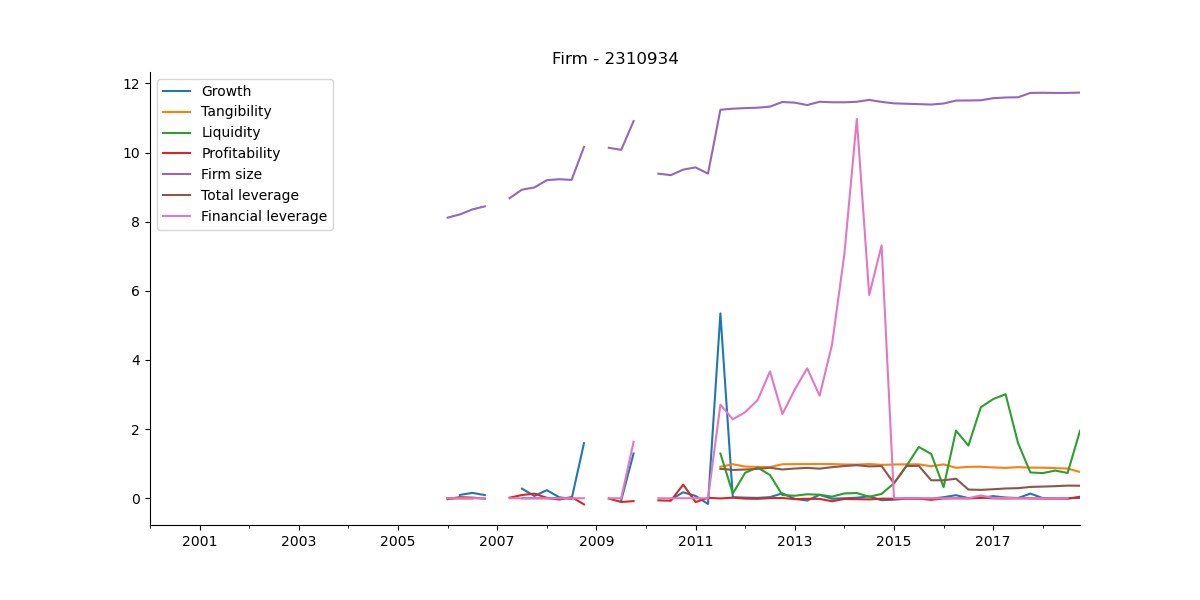 Firm - 2310934
12
10
8
6
4
2
0
Growth
Tangibility
Liquidity
Profitability
Firm size
Total leverage
Financial leverage
2001 2003 2005 2007 2009 2011 2013 2015 2017